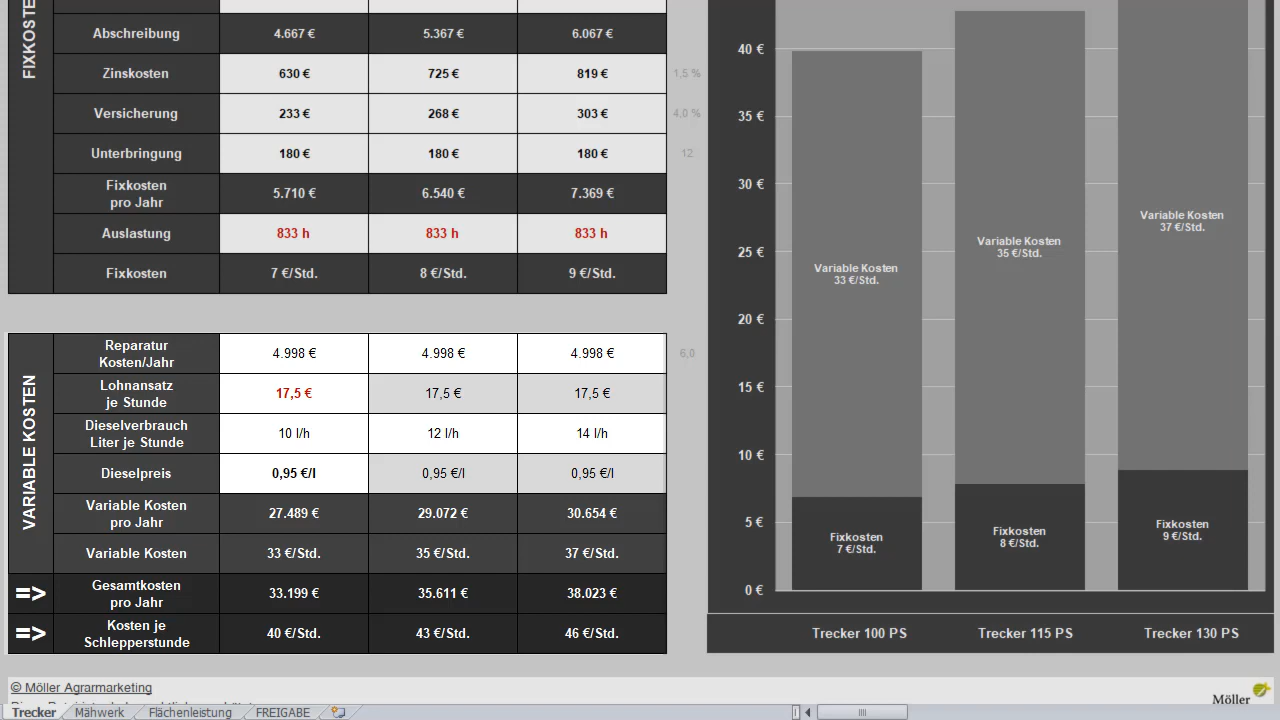 FIXKOSTEN
Abschreibung 4.667 € 5.367 € 6.067 €
Zinskosten 630 € 725 € 819 € 1,5 %
Versicherung 233 € 268 € 303 € 4,0 %
Unterbringung 180 € 180 € 180 € 12
Fixkosten
pro Jahr 5.710 € 6.540 € 7.369 €
Auslastung 833 h 833 h 833 h
Fixkosten 7 €/Std. 8 €/Std. 9 €/Std.
VARIABLE KOSTEN
Reparatur
Kosten/Jahr 4.998 € 4.998 € 4.998 € 6,0
Lohnansatz
je Stunde 17,5 € 17,5 € 17,5 €
Dieselverbrauch
Liter je Stunde 10 l/h 12 l/h 14 l/h
Dieselpreis 0,95 €/l 0,95 €/l 0,95 €/l
Variable Kosten
pro Jahr 27.489 € 29.072 € 30.654 €
Variable Kosten 33 €/Std. 35 €/Std. 37 €/Std.
=> Gesamtkosten
pro Jahr 33.199 € 35.611 € 38.023 €
=> Kosten je
Schlepperstunde 40 €/Std. 43 €/Std. 46 €/Std.
40 €
35 €
30 €
25 €
20 €
15 €
10 €
5 €
0 €
Variable Kosten
33 €/Std.
Variable Kosten
35 €/Std.
Variable Kosten
37 €/Std.
Fixkosten
7 €/Std.
Fixkosten
8 €/Std.
Fixkosten
9 €/Std.
Trecker 100 PS Trecker 115 PS Trecker 130 PS
© Möller Agrarmarketing
Möller
Trecker Mähwerk Flächenleistung FREIGABE